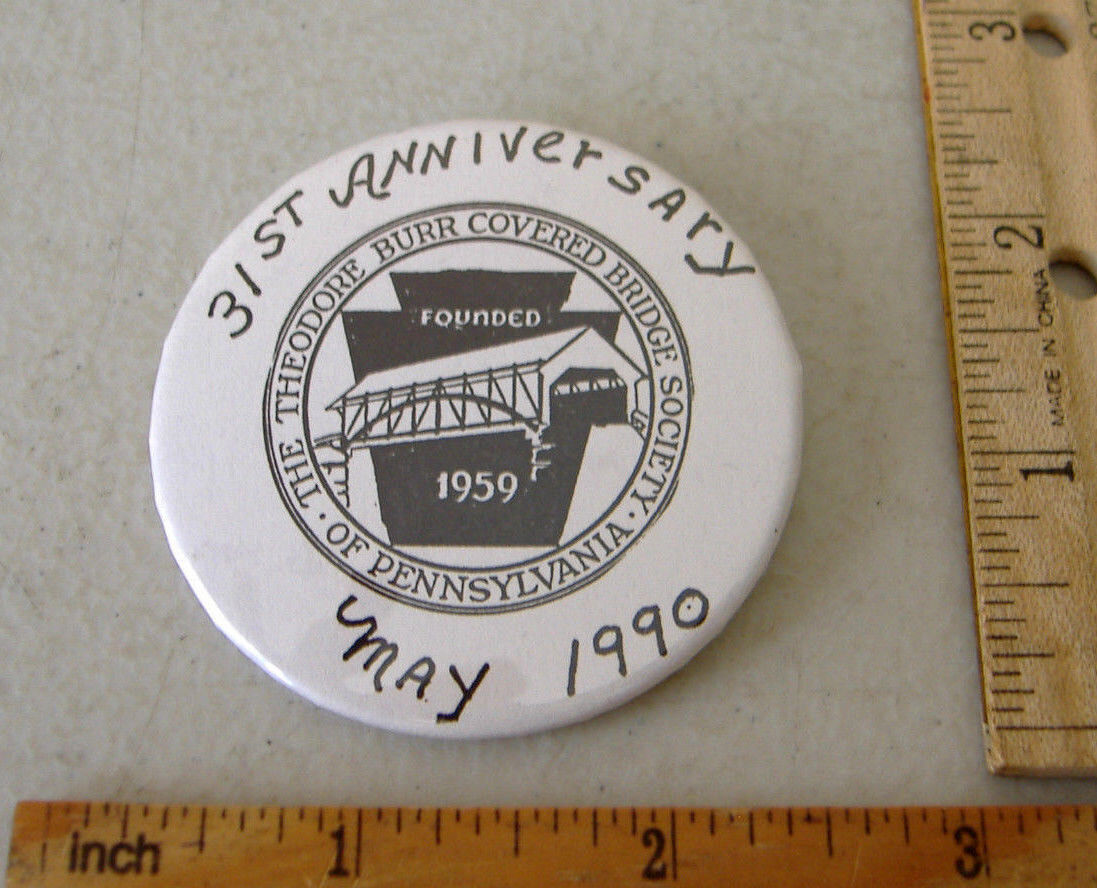 31ST ANNIVersAry
THE THEODORE BURR COVERED BRIDGE SOCIETY
· OF PENNSYLVANIA ·
FOUNDED
1959
MAY 1990
3
2
MADE IN CHINA
1
inch 1 2 3